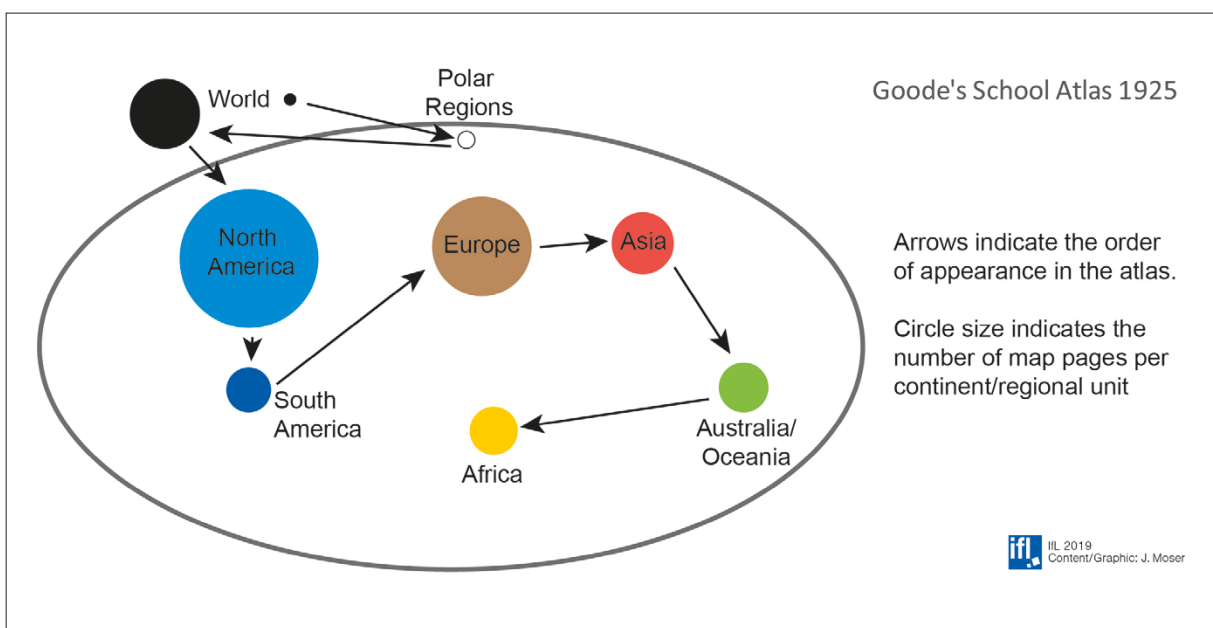 Goode's School Atlas 1925
World
Polar
Regions
North
America
Europe
Asia
South
America
Africa
Australia/
Oceania
Arrows indicate the order
of appearance in the atlas.
Circle size indicates the
number of map pages per
continent/regional unit
ifl
IfL 2019
Content/Graphic: J. Moser